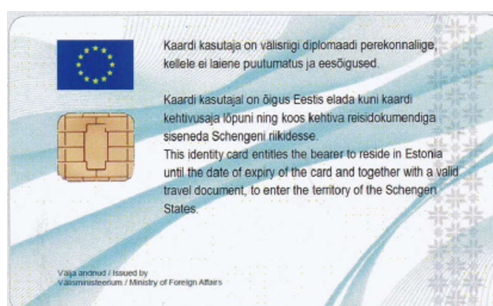 Kaardi kasutaja on välisriigi diplomaadi perekonnaliige,
kellele ei laiene puutumatus ja eesõigused.
Kaardi kasutajal on õigus Eestis elada kuni kaardi
kehtivusaja lõpuni ning koos kehtiva reisidokumendiga
siseneda Schengeni riikidesse.
This identity card entitles the bearer to reside in Estonia
until the date of expiry of the card and together with a valid
travel document, to enter the territory of the Schengen
States.
Välja andnud / Issued by
Välisministeerium / Ministry of Foreign Affairs